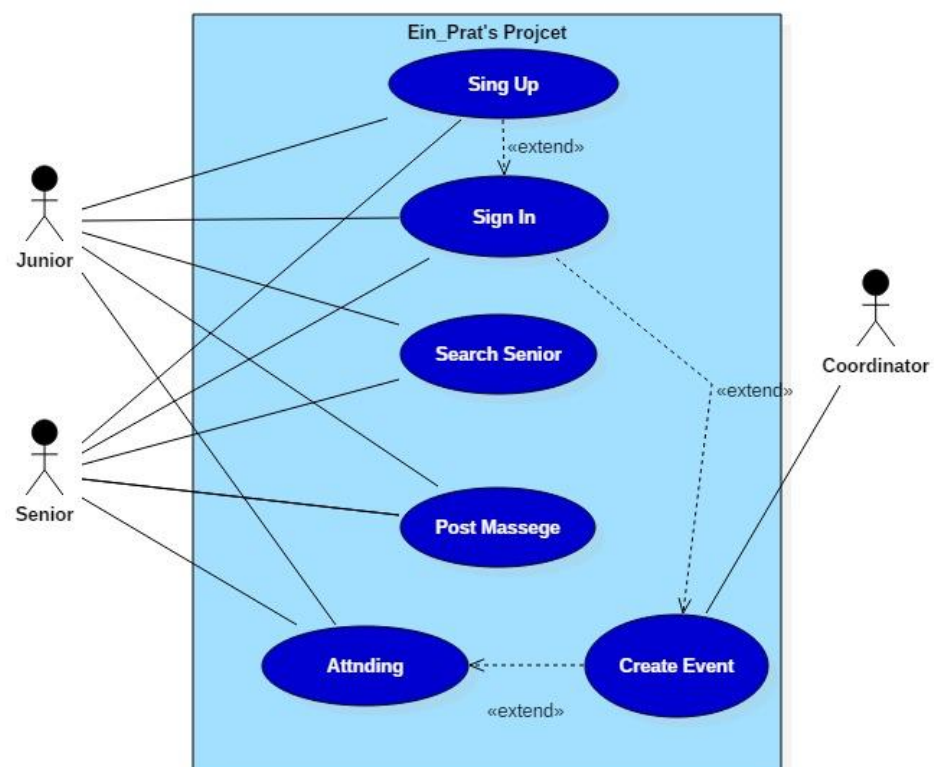 Ein_Prat's Projcet
Sing Up
«extend»
Sign In
Junior
Search Senior
Coordinator
«extend»
Senior
Post Massege
Attnding
Create Event
«extend»